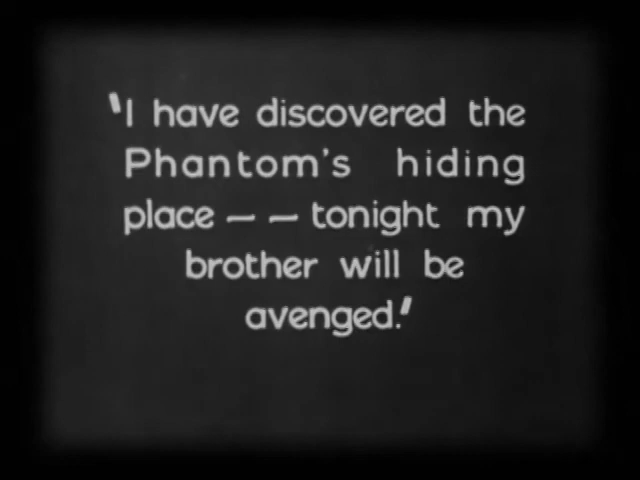 'I have discovered the
Phantom's hiding
place — — tonight my
brother will be
avenged.'